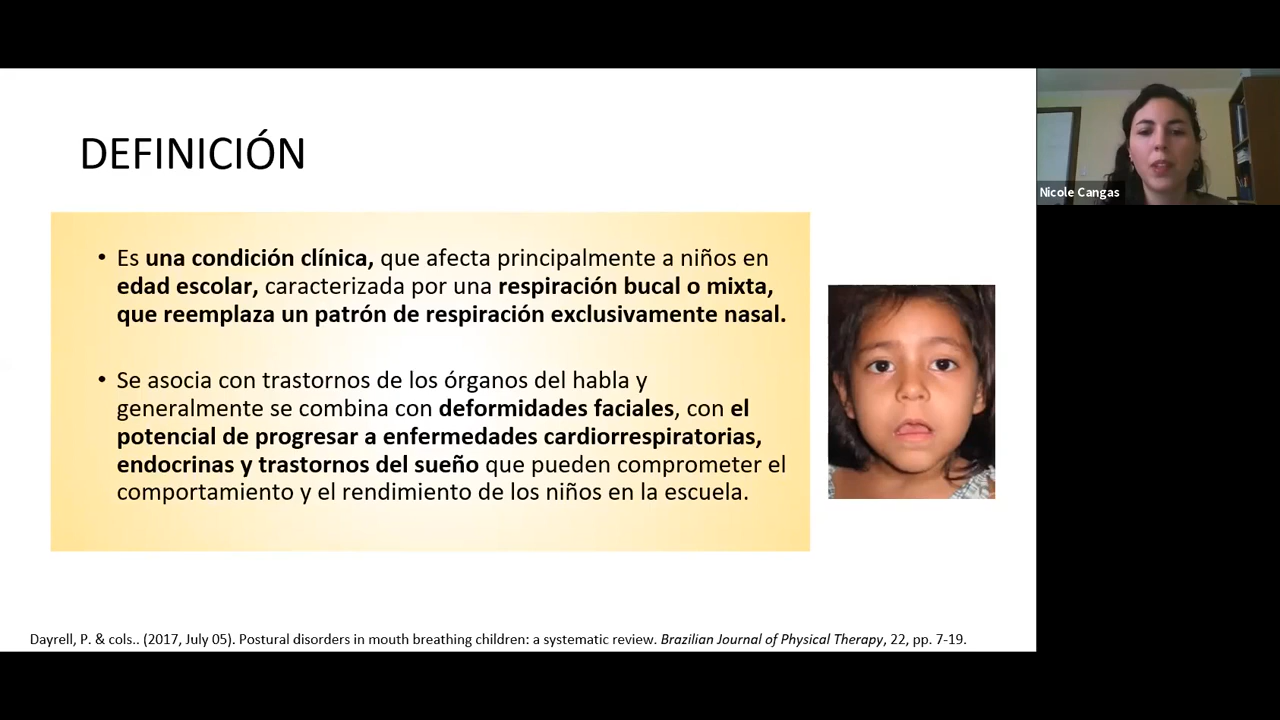 DEFINICIÓN
• Es una condición clínica, que afecta principalmente a niños en
edad escolar, caracterizada por una respiración bucal o mixta,
que reemplaza un patrón de respiración exclusivamente nasal.
• Se asocia con trastornos de los órganos del habla y
generalmente se combina con deformidades faciales, con el
potencial de progresar a enfermedades cardiorrespiratorias,
endocrinas y trastornos del sueño que pueden comprometer el
comportamiento y el rendimiento de los niños en la escuela.
Dayrell, P. & cols.. (2017, July 05). Postural disorders in mouth breathing children: a systematic review. Brazilian Journal of Physical Therapy, 22, pp. 7-19.
Nicole Cangas